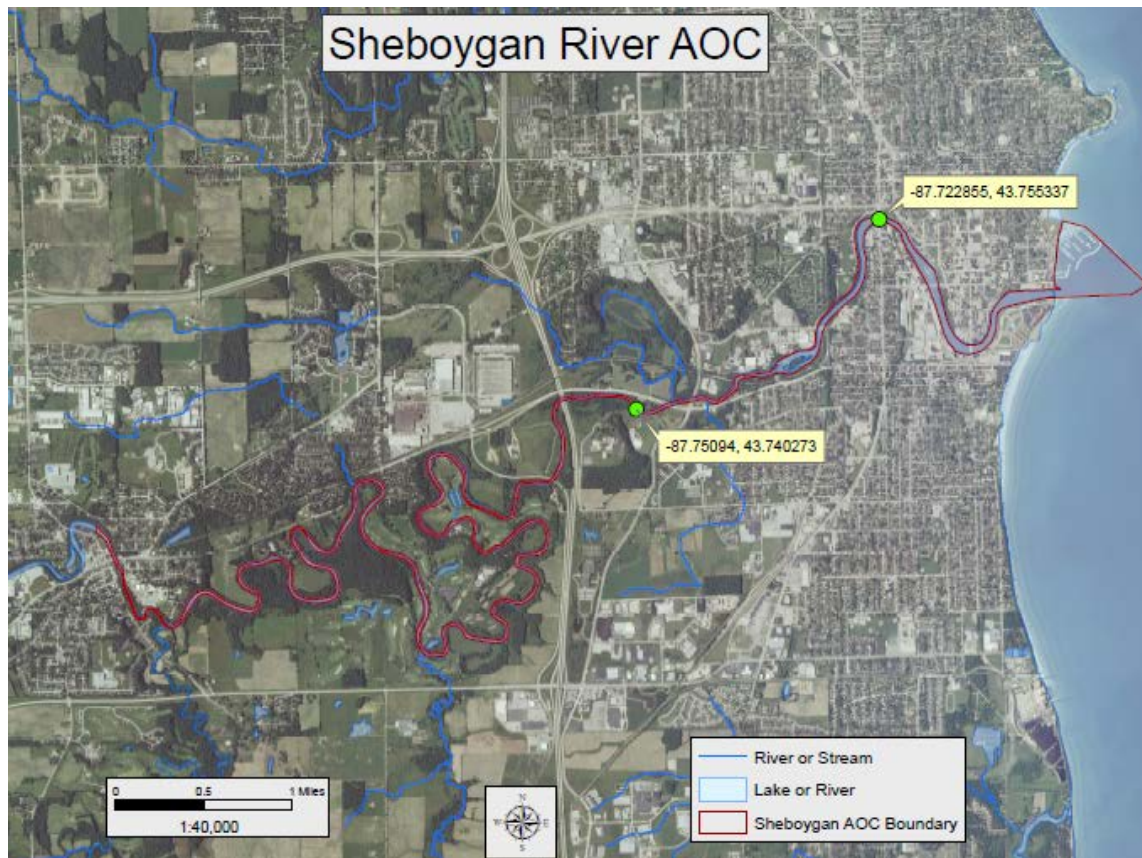 Sheboygan River AOC
-87.722855, 43.755337
-87.75094, 43.740273
0 0.5 1 Miles
1:40,000
N
W E
S
River or Stream
Lake or River
Sheboygan AOC Boundary